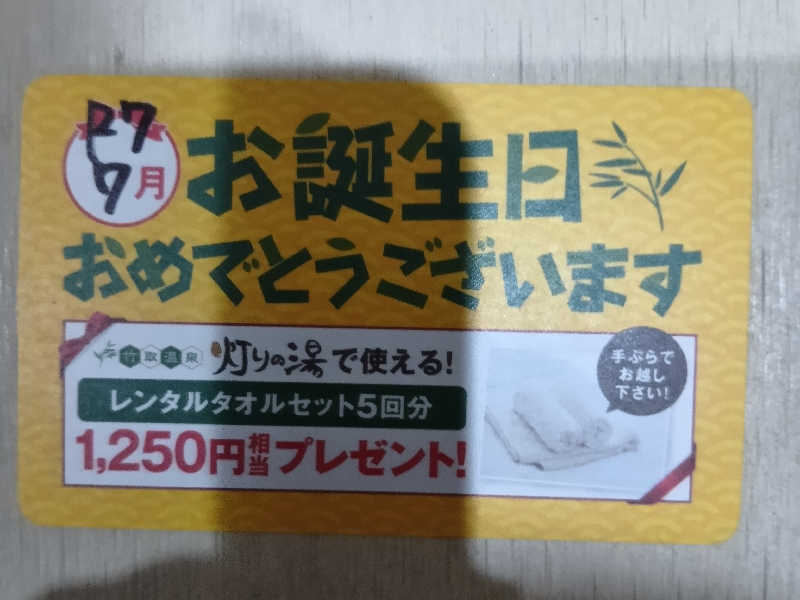 7月
お誕生日
おめでとうございます
竹取温泉 灯りの湯で使える!
レンタルタオルセット5回分
1,250円相当プレゼント!
手ぶらで
お越し
下さい!